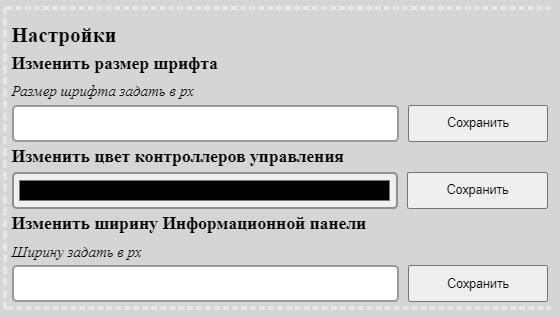 Настройки
Изменить размер шрифта
Размер шрифта задать в px
Сохранить
Изменить цвет контроллеров управления
Сохранить
Изменить ширину Информационной панели
Ширину задать в px
Сохранить